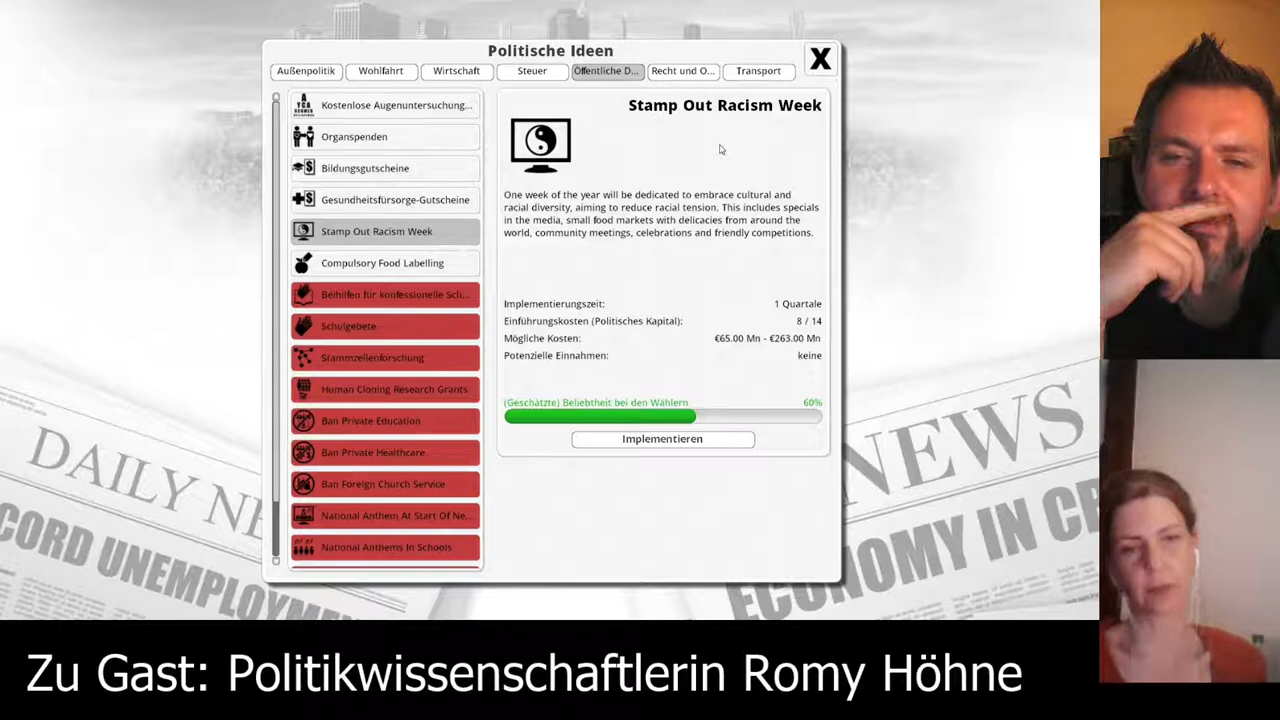 Politische Ideen
X
Außenpolitik
Wohlfahrt
Wirtschaft
Steuer
Öffentliche D...
Recht und O...
Transport
Kostenlose Augenuntersuchung...
Organspenden
Bildungsgutscheine
Gesundheitsfürsorge-Gutscheine
Stamp Out Racism Week
Compulsory Food Labelling
Beihilfen für konfessionelle Sch...
Schulgebete
Stammzellenforschung
Human Cloning Research Grants
Ban Private Education
Ban Private Healthcare
Ban Foreign Church Service
National Anthem At Start Of Ne...
National Anthems In Schools
Stamp Out Racism Week
One week of the year will be dedicated to embrace cultural and
racial diversity, aiming to reduce racial tension. This includes specials
in the media, small food markets with delicacies from around the
world, community meetings, celebrations and friendly competitions.
Implementierungszeit: 1 Quartale
Einführungskosten (Politisches Kapital): 8 / 14
Mögliche Kosten: €65.00 Mn - €263.00 Mn
Potenzielle Einnahmen: keine
(Geschätzte) Beliebtheit bei den Wählern 60%
Implementieren
DAILY NE
NEWS
CORD UNEMPLOYM
ECONOMY IN CR
Zu Gast: Politikwissenschaftlerin Romy Höhne